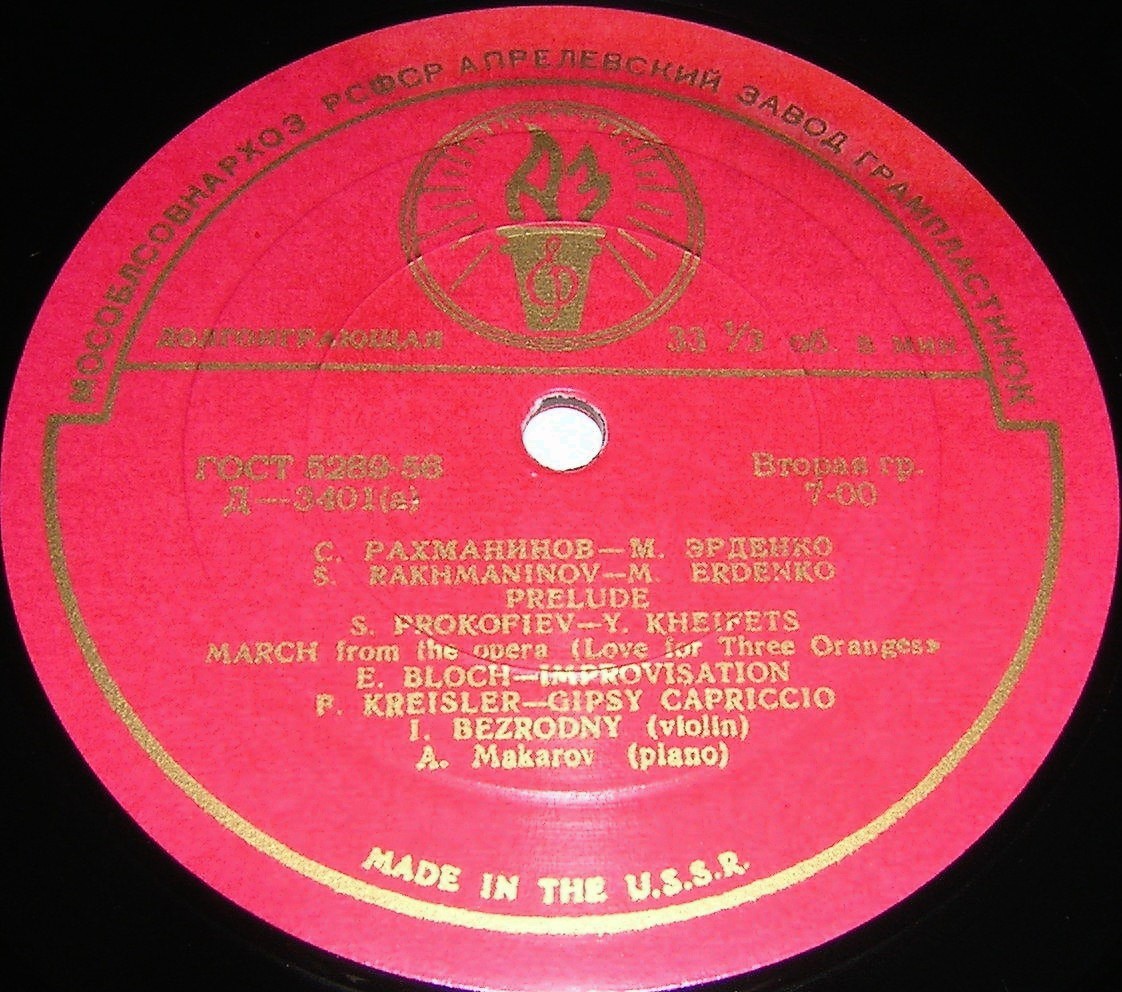 МОСОБЛСОВНАРХОЗ РСФСР АПРЕЛЕВСКИЙ ЗАВОД ГРАМПЛАСТИНОК
АЗ
ДОЛГОИГРАЮЩАЯ 33 1/3 об. в мин.
ГОСТ 5289-56 Вторая гр.
Д—3401(а) 7-00
С. РАХМАНИНОВ—М. ЭРДЕНКО
S. RAKHMANINOV—M. ERDENKO
PRELUDE
S. PROKOFIEV—Y. KHEIFETS
MARCH from the opera (Love for Three Oranges»
E. BLOCH—IMPROVISATION
F. KREISLER—GIPSY CAPRICCIO
I. BEZRODNY (violin)
A. Makarov (piano)
MADE IN THE U.S.S.R.